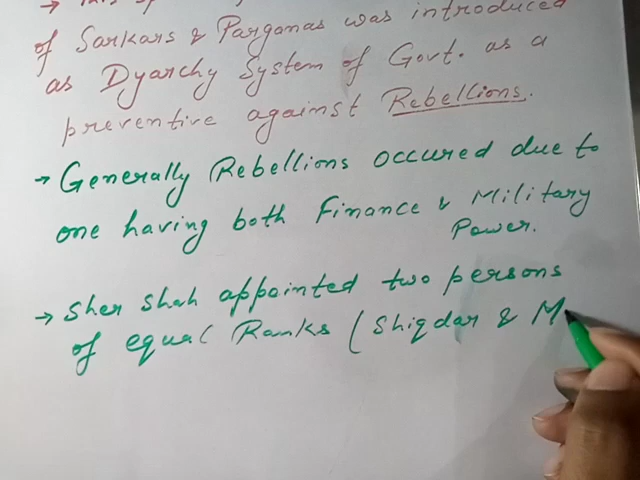 → This
of Sarkars & Parganas was introduced
as Dyarchy System of Govt. as a
preventive against Rebellions.
→ Generally Rebellions occured due to
one having both Finance & Military
Power.
→ Sher Shah appointed two persons
of equal Ranks (Shiqdar & M